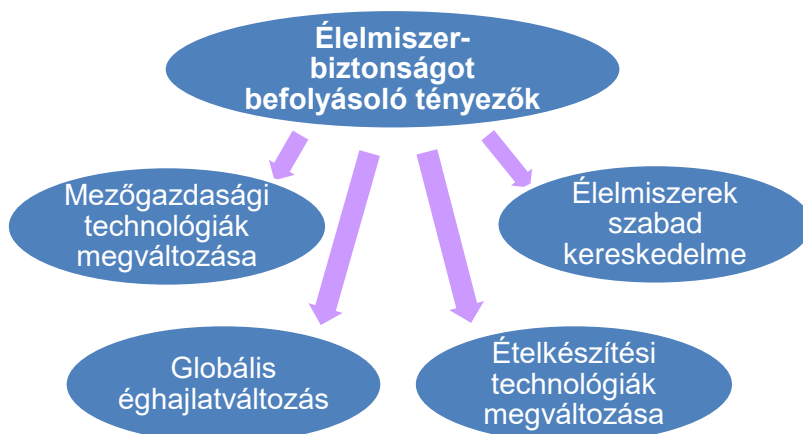 Élelmiszer-
biztonságot
befolyásoló tényezők
Mezőgazdasági
technológiák
megváltozása
Élelmiszerek
szabad
kereskedelme
Globális
éghajlatváltozás
Ételkészítési
technológiák
megváltozása